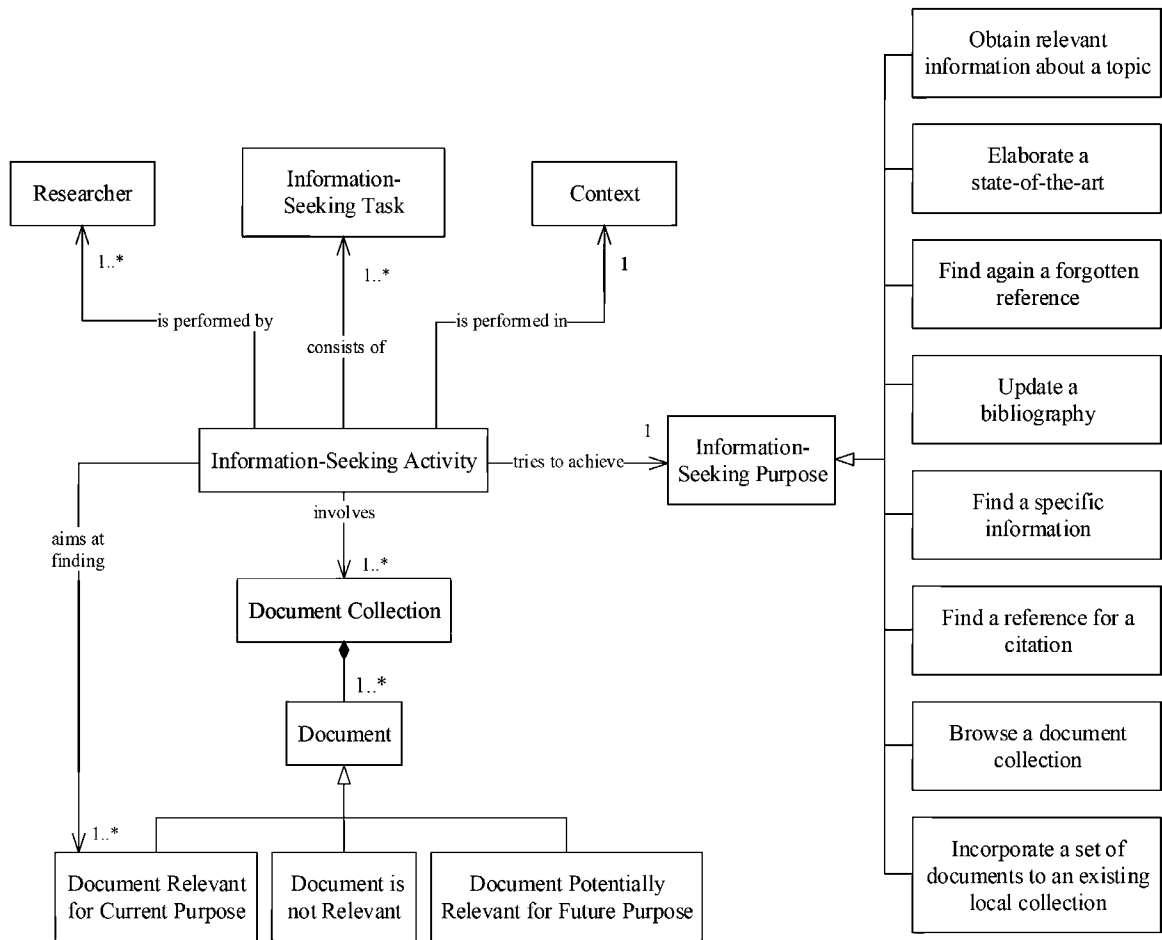 Obtain relevant
information about a topic
Elaborate a
state-of-the-art
Researcher
Information-
Seeking Task
Context
1..*
1..*
1
Find again a forgotten
reference
is performed by
is performed in
consists of
Update a
bibliography
Information-Seeking Activity
tries to achieve
1
Information-
Seeking Purpose
involves
aims at
finding
Find a specific
information
1..*
Document Collection
Find a reference for a
citation
1..*
Document
Browse a document
collection
1..*
Document Relevant
for Current Purpose
Document is
not Relevant
Document Potentially
Relevant for Future Purpose
Incorporate a set of
documents to an existing
local collection